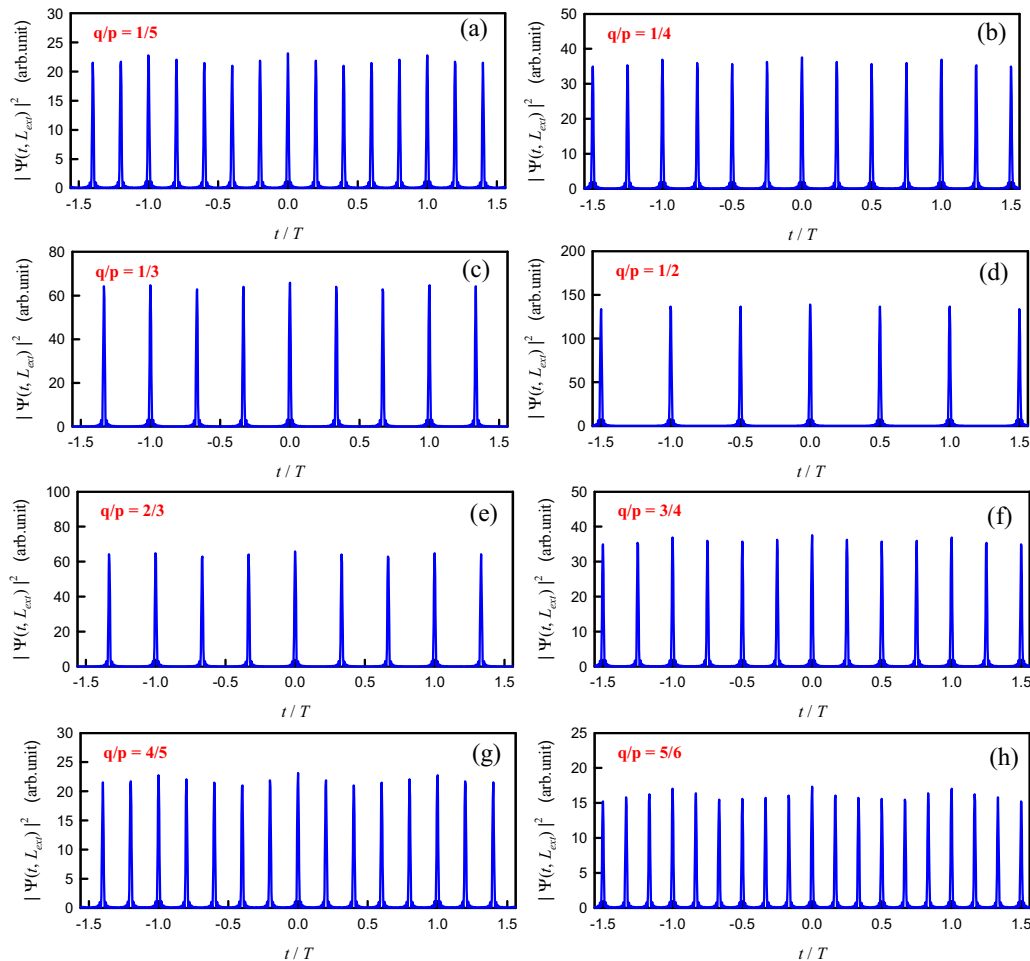 (a)
q/p = 1/5
| Ψ(t, L_ext) |² (arb.unit)
30
25
20
15
10
5
0
-1.5 -1.0 -0.5 0.0 0.5 1.0 1.5
t / T
(b)
q/p = 1/4
| Ψ(t, L_ext) |² (arb.unit)
50
40
30
20
10
0
-1.5 -1.0 -0.5 0.0 0.5 1.0 1.5
t / T
(c)
q/p = 1/3
| Ψ(t, L_ext) |² (arb.unit)
80
60
40
20
0
-1.5 -1.0 -0.5 0.0 0.5 1.0 1.5
t / T
(d)
q/p = 1/2
| Ψ(t, L_ext) |² (arb.unit)
200
150
100
50
0
-1.5 -1.0 -0.5 0.0 0.5 1.0 1.5
t / T
(e)
q/p = 2/3
| Ψ(t, L_ext) |² (arb.unit)
100
80
60
40
20
0
-1.5 -1.0 -0.5 0.0 0.5 1.0 1.5
t / T
(f)
q/p = 3/4
| Ψ(t, L_ext) |² (arb.unit)
50
40
30
20
10
0
-1.5 -1.0 -0.5 0.0 0.5 1.0 1.5
t / T
(g)
q/p = 4/5
| Ψ(t, L_ext) |² (arb.unit)
30
25
20
15
10
5
0
-1.5 -1.0 -0.5 0.0 0.5 1.0 1.5
t / T
(h)
q/p = 5/6
| Ψ(t, L_ext) |² (arb.unit)
25
20
15
10
5
0
-1.5 -1.0 -0.5 0.0 0.5 1.0 1.5
t / T